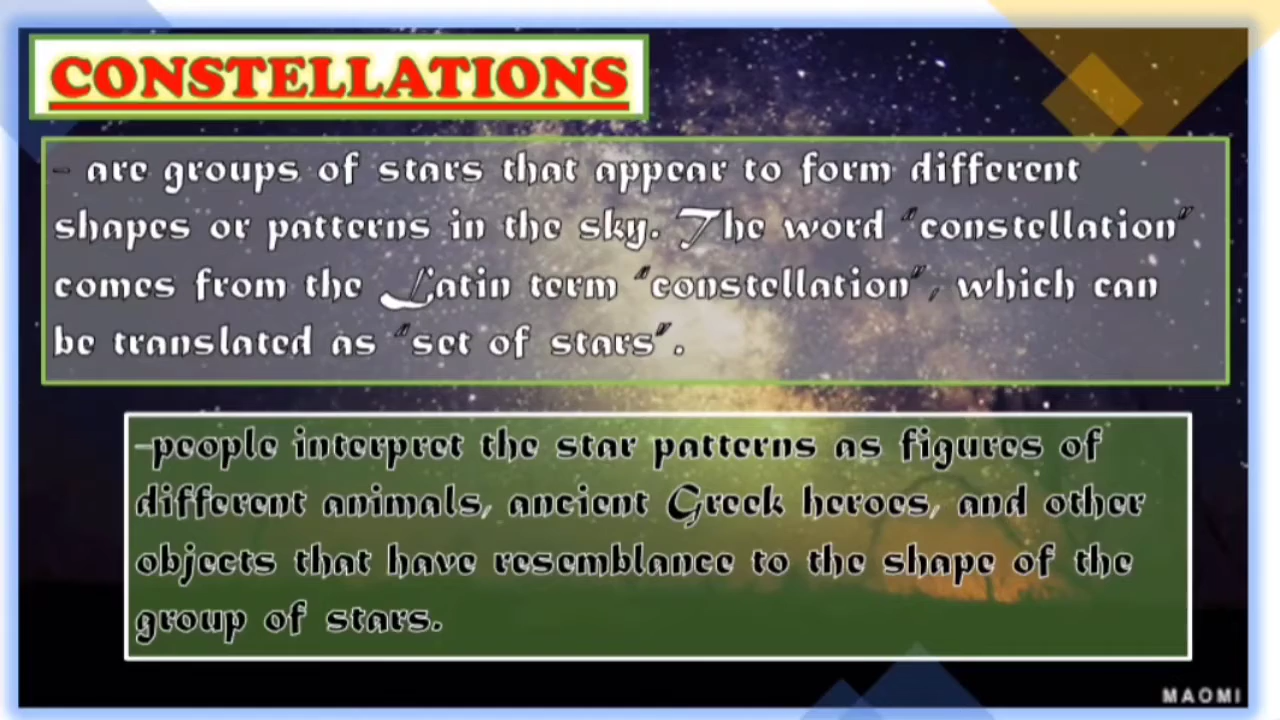 CONSTELLATIONS
- are groups of stars that appear to form different
shapes or patterns in the sky. The word "constellation"
comes from the Latin term "constellation", which can
be translated as "set of stars".
-people interpret the star patterns as figures of
different animals, ancient Greek heroes, and other
objects that have resemblance to the shape of the
group of stars.
MAOMI